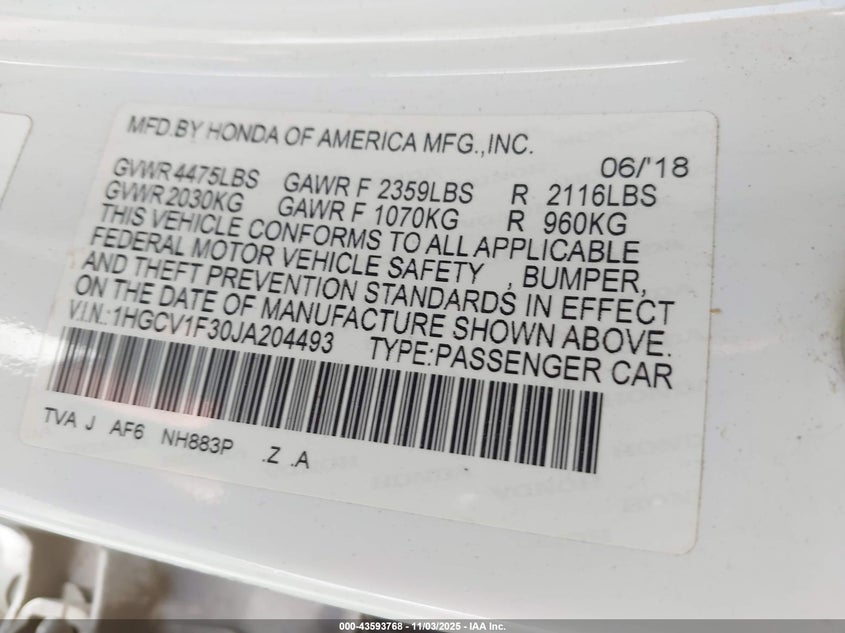 MFD.BY HONDA OF AMERICA MFG.,INC.
06/'18
GVWR 4475LBS GAWR F 2359LBS R 2116LBS
GVWR 2030KG GAWR F 1070KG R 960KG
THIS VEHICLE CONFORMS TO ALL APPLICABLE
FEDERAL MOTOR VEHICLE SAFETY , BUMPER,
AND THEFT PREVENTION STANDARDS IN EFFECT
ON THE DATE OF MANUFACTURE SHOWN ABOVE.
V.I.N.:1HGCV1F30JA204493 TYPE:PASSENGER CAR
TVA J AF6 NH883P .Z .A
HONDA
000-43593768 - 11/03/2025 - IAA Inc.